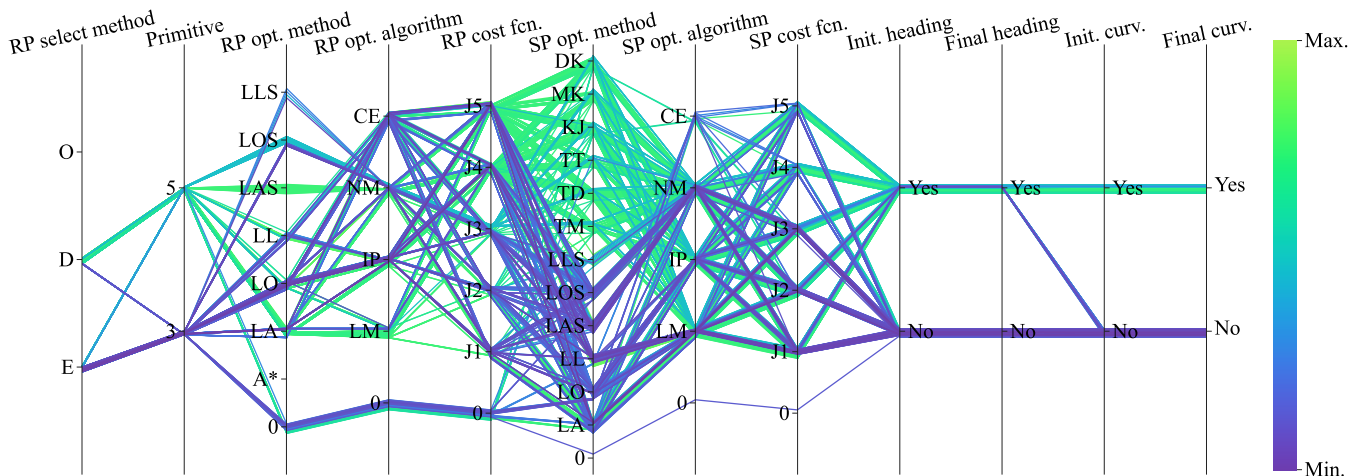 RP select method
Primitive
RP opt. method
RP opt. algorithm
RP cost fcn.
SP opt. method
SP opt. algorithm
SP cost fcn.
Init. heading
Final heading
Init. curv.
Final curv.
O
D
E
5
3
LLS
LOS
LAS
LL
LO
LA
A*
0
CE
NM
IP
LM
0
J5
J4
J3
J2
J1
0
DK
MK
KJ
TT
TD
TM
LLS
LOS
LAS
LL
LO
LA
0
CE
NM
IP
LM
0
J5
J4
J3
J2
J1
0
Yes
No
Yes
No
Yes
No
Yes
No
Max.
Min.